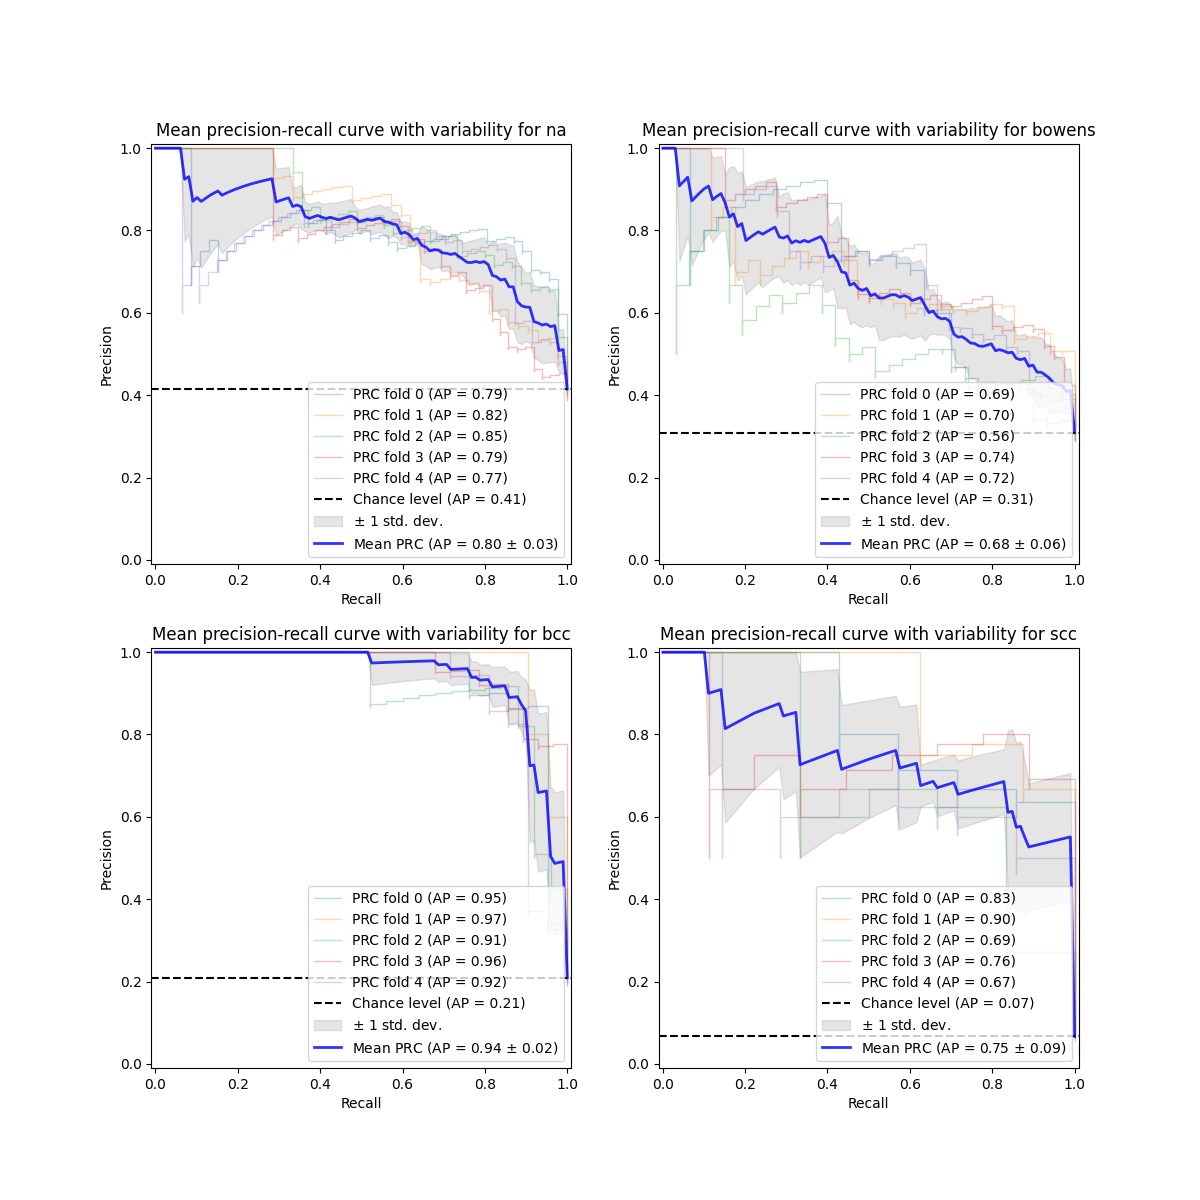 Mean precision-recall curve with variability for na
1.0
0.8
0.6
0.4
0.2
0.0
Precision
PRC fold 0 (AP = 0.79)
PRC fold 1 (AP = 0.82)
PRC fold 2 (AP = 0.85)
PRC fold 3 (AP = 0.79)
PRC fold 4 (AP = 0.77)
Chance level (AP = 0.41)
± 1 std. dev.
Mean PRC (AP = 0.80 ± 0.03)
0.0 0.2 0.4 0.6 0.8 1.0
Recall
Mean precision-recall curve with variability for bowens
1.0
0.8
0.6
0.4
0.2
0.0
Precision
PRC fold 0 (AP = 0.69)
PRC fold 1 (AP = 0.70)
PRC fold 2 (AP = 0.56)
PRC fold 3 (AP = 0.74)
PRC fold 4 (AP = 0.72)
Chance level (AP = 0.31)
± 1 std. dev.
Mean PRC (AP = 0.68 ± 0.06)
0.0 0.2 0.4 0.6 0.8 1.0
Recall
Mean precision-recall curve with variability for bcc
1.0
0.8
0.6
0.4
0.2
0.0
Precision
PRC fold 0 (AP = 0.95)
PRC fold 1 (AP = 0.97)
PRC fold 2 (AP = 0.91)
PRC fold 3 (AP = 0.96)
PRC fold 4 (AP = 0.92)
Chance level (AP = 0.21)
± 1 std. dev.
Mean PRC (AP = 0.94 ± 0.02)
0.0 0.2 0.4 0.6 0.8 1.0
Recall
Mean precision-recall curve with variability for scc
1.0
0.8
0.6
0.4
0.2
0.0
Precision
PRC fold 0 (AP = 0.83)
PRC fold 1 (AP = 0.90)
PRC fold 2 (AP = 0.69)
PRC fold 3 (AP = 0.76)
PRC fold 4 (AP = 0.67)
Chance level (AP = 0.07)
± 1 std. dev.
Mean PRC (AP = 0.75 ± 0.09)
0.0 0.2 0.4 0.6 0.8 1.0
Recall